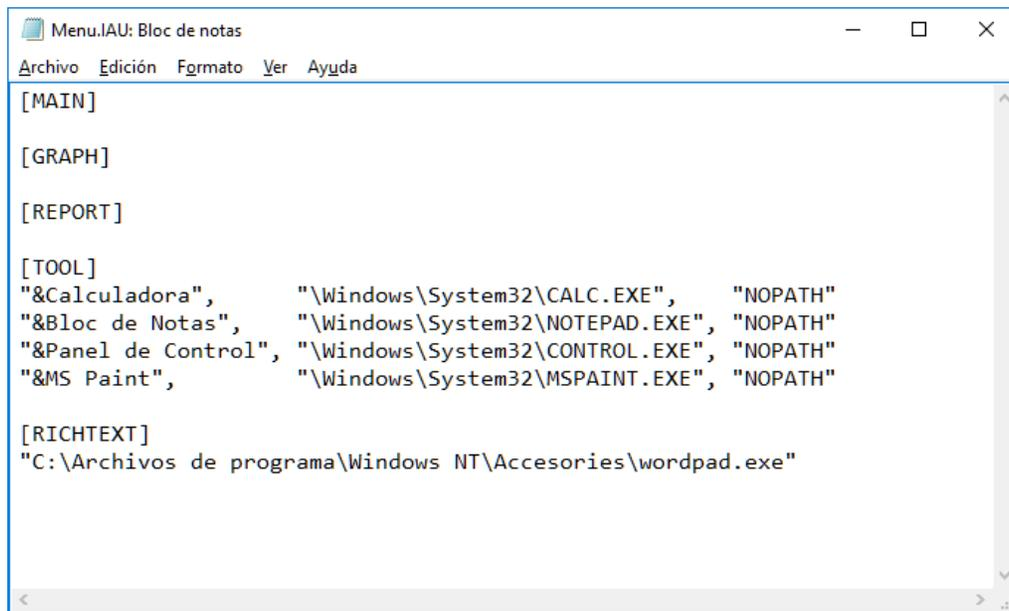 Menu.IAU: Bloc de notas
Archivo Edición Formato Ver Ayuda
[MAIN]
[GRAPH]
[REPORT]
[TOOL]
"&Calculadora", "\Windows\System32\CALC.EXE", "NOPATH"
"&Bloc de Notas", "\Windows\System32\NOTEPAD.EXE", "NOPATH"
"&Panel de Control", "\Windows\System32\CONTROL.EXE", "NOPATH"
"&MS Paint", "\Windows\System32\MSPAINT.EXE", "NOPATH"
[RICHTEXT]
"C:\Archivos de programa\Windows NT\Accesories\wordpad.exe"